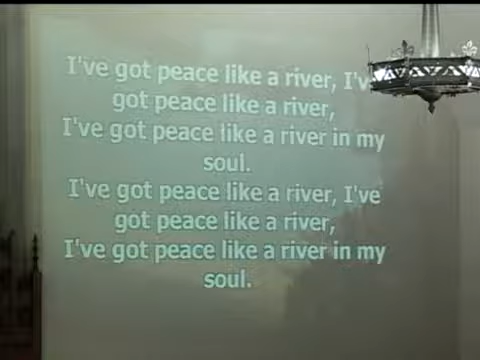 I've got peace like a river, I'v
got peace like a river,
I've got peace like a river in my
soul.
I've got peace like a river, I've
got peace like a river,
I've got peace like a river in my
soul.